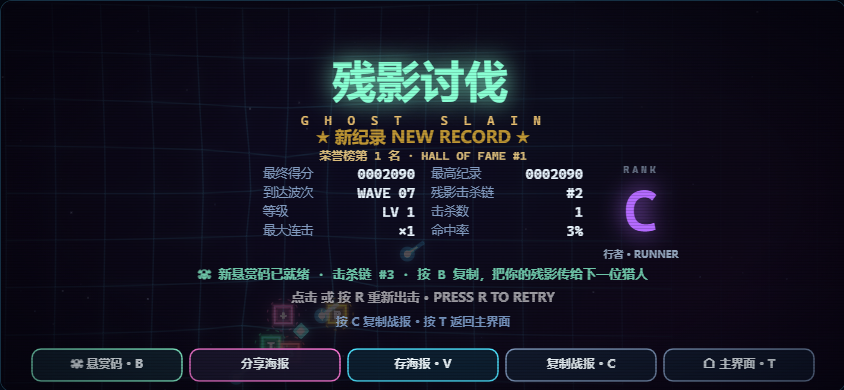 残影讨伐
GHOST SLAIN
★ 新纪录 NEW RECORD ★
荣誉榜第 1 名 · HALL OF FAME #1
最终得分 0002090 最高纪录 0002090
到达波次 WAVE 07 残影击杀链 #2
等级 LV 1 击杀数 1
最大连击 ×1 命中率 3%
RANK
C
行者 · RUNNER
新悬赏码已就绪 · 击杀链 #3 · 按 B 复制，把你的残影传给下一位猎人
点击 或 按 R 重新出击 · PRESS R TO RETRY
按 C 复制战报 · 按 T 返回主界面
悬赏码 · B
分享海报
存海报 · V
复制战报 · C
主界面 · T